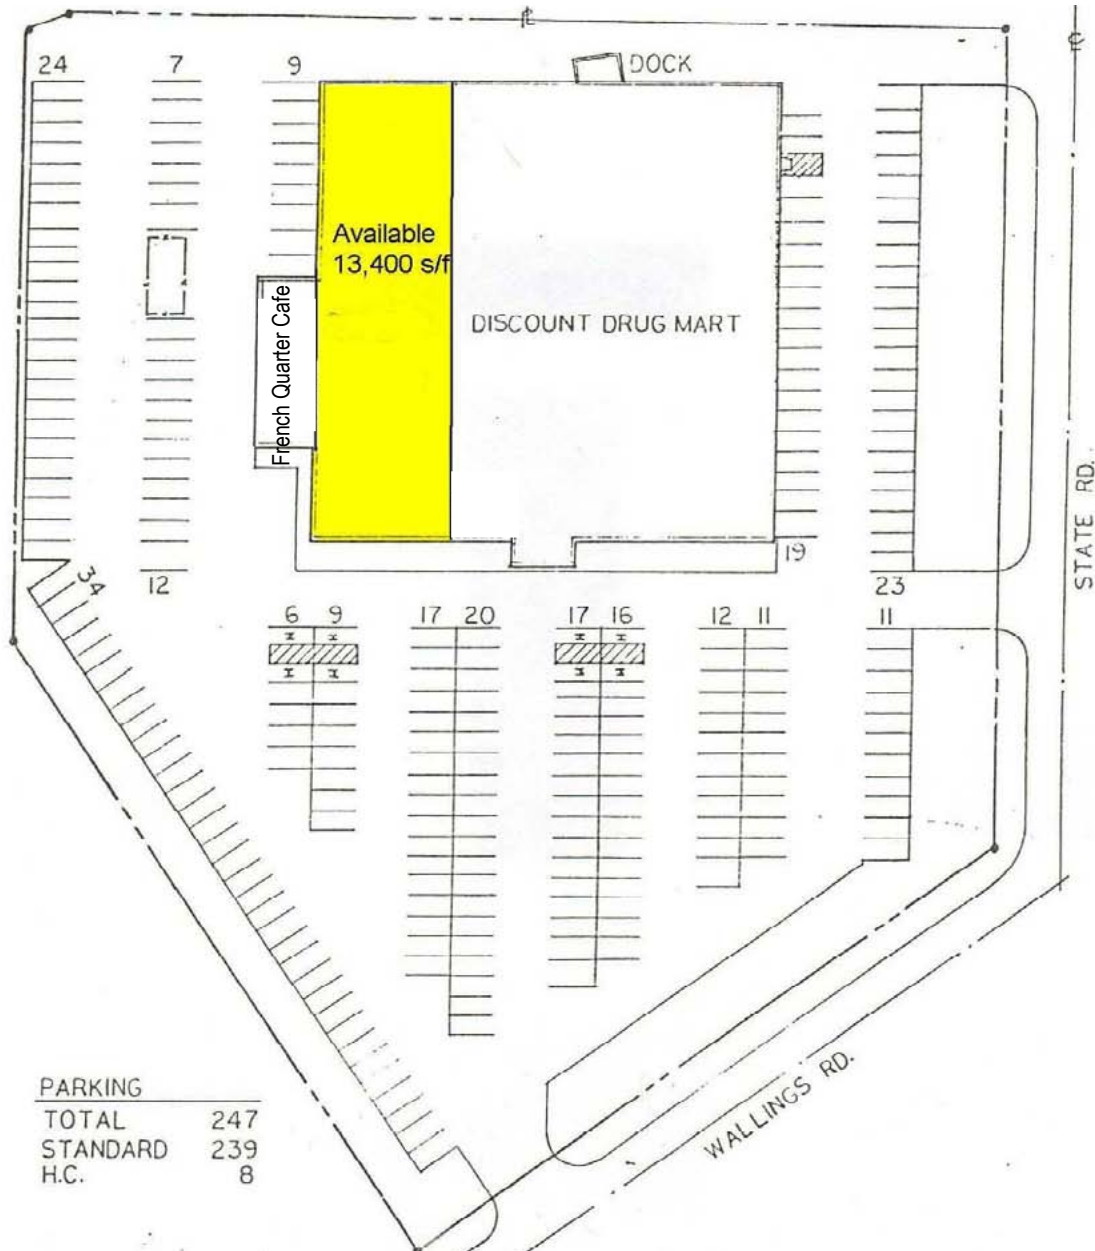 24 7 9
DOCK
Available
13,400 s/f
DISCOUNT DRUG MART
French Quarter Cafe
STATE RD.
34
12
19
23
6 9 17 20 17 16 12 11 11
WALLINGS RD.
PARKING
TOTAL 247
STANDARD 239
H.C. 8